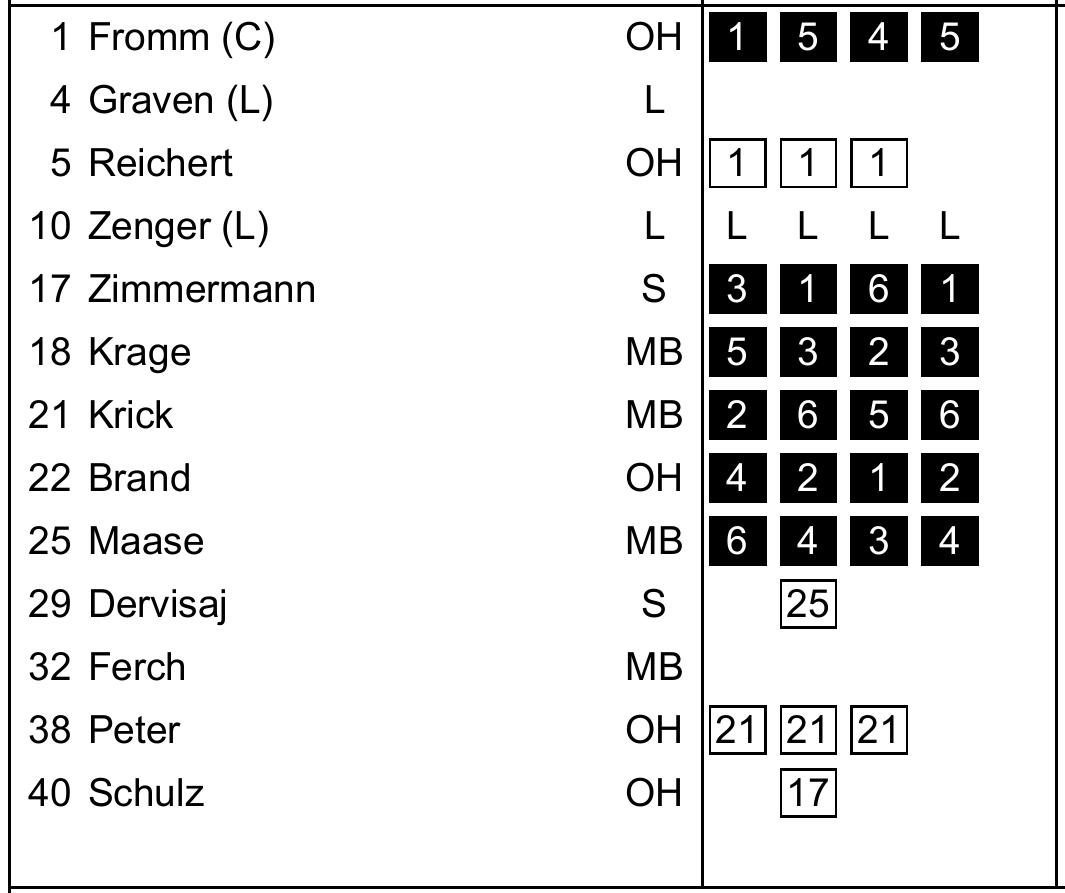 1 Fromm (C) OH 1 5 4 5
4 Graven (L) L
5 Reichert OH 1 1 1
10 Zenger (L) L L L L L
17 Zimmermann S 3 1 6 1
18 Krage MB 5 3 2 3
21 Krick MB 2 6 5 6
22 Brand OH 4 2 1 2
25 Maase MB 6 4 3 4
29 Dervisaj S 25
32 Ferch MB
38 Peter OH 21 21 21
40 Schulz OH 17